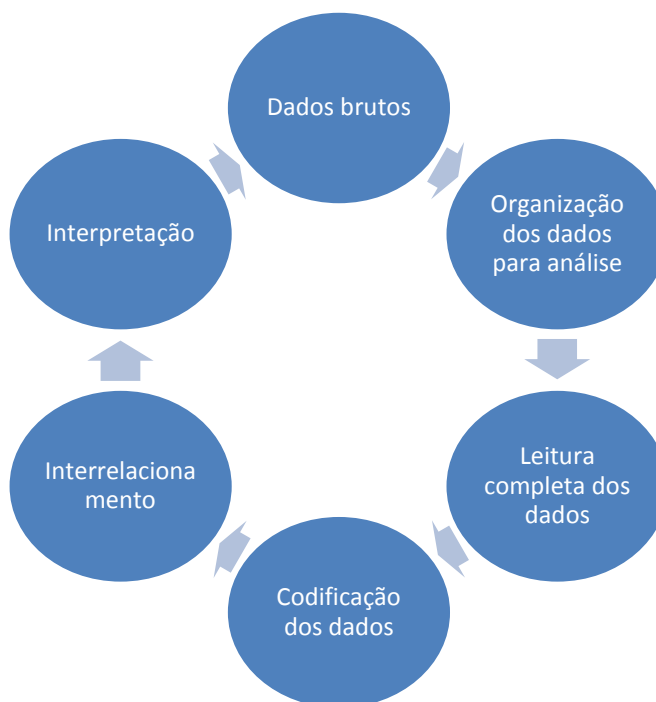 Dados brutos
Organização
dos dados
para análise
Leitura
completa dos
dados
Codificação
dos dados
Interrelaciona
mento
Interpretação